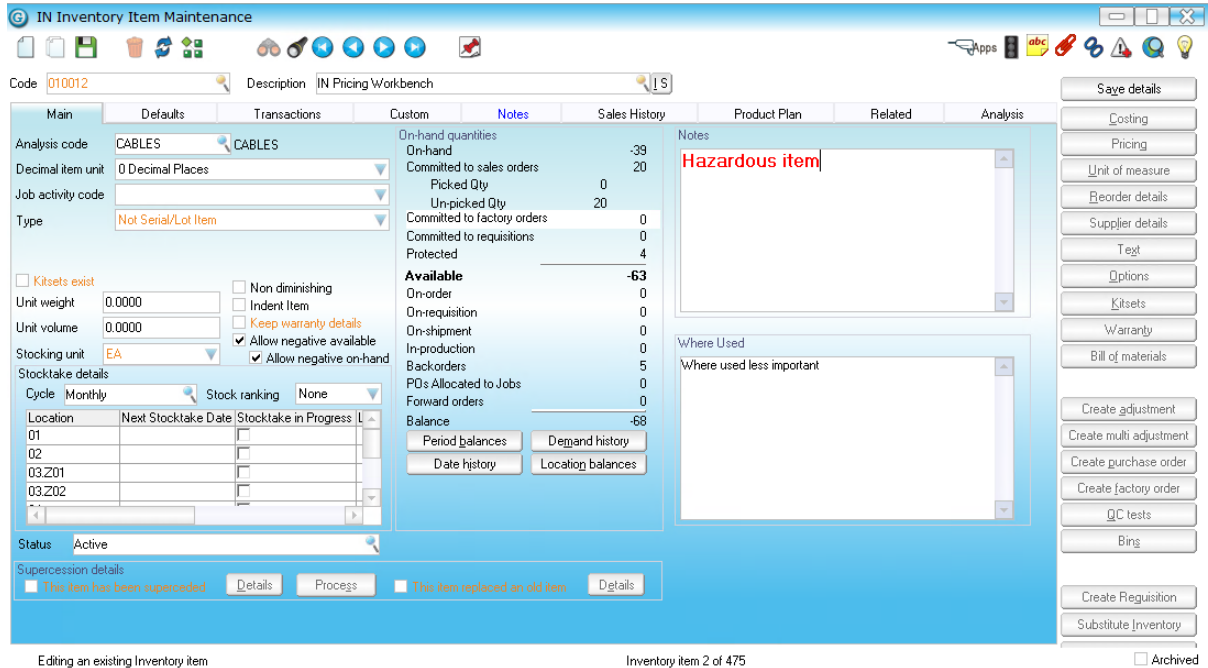 IN Inventory Item Maintenance
Apps
abc
Code 010012 Description IN Pricing Workbench I S
Save details
Main Defaults Transactions Custom Notes Sales History Product Plan Related Analysis
Costing
Pricing
Unit of measure
Reorder details
Supplier details
Text
Options
Kitsets
Warranty
Bill of materials
Create adjustment
Create multi adjustment
Create purchase order
Create factory order
QC tests
Bins
Create Requisition
Substitute Inventory
Analysis code CABLES CABLES
Decimal item unit 0 Decimal Places
Job activity code
Type Not Serial/Lot Item
Kitsets exist
Unit weight 0.0000
Unit volume 0.0000
Stocking unit EA
Non diminishing
Indent Item
Keep warranty details
Allow negative available
Allow negative on-hand
Stocktake details
Cycle Monthly Stock ranking None
Location Next Stocktake Date Stocktake in Progress L
01
02
03.Z01
03.Z02
Status Active
Supercession details
This item has been superceded Details Process This item replaced an old item Details
On-hand quantities
On-hand -39
Committed to sales orders 20
Picked Qty 0
Un-picked Qty 20
Committed to factory orders 0
Committed to requisitions 0
Protected 4
Available -63
On-order 0
On-requisition 0
On-shipment 0
In-production 0
Backorders 5
POs Allocated to Jobs 0
Forward orders 0
Balance -68
Period balances Demand history
Date history Location balances
Notes
Hazardous item
Where Used
Where used less important
Editing an existing Inventory item Inventory item 2 of 475 Archived